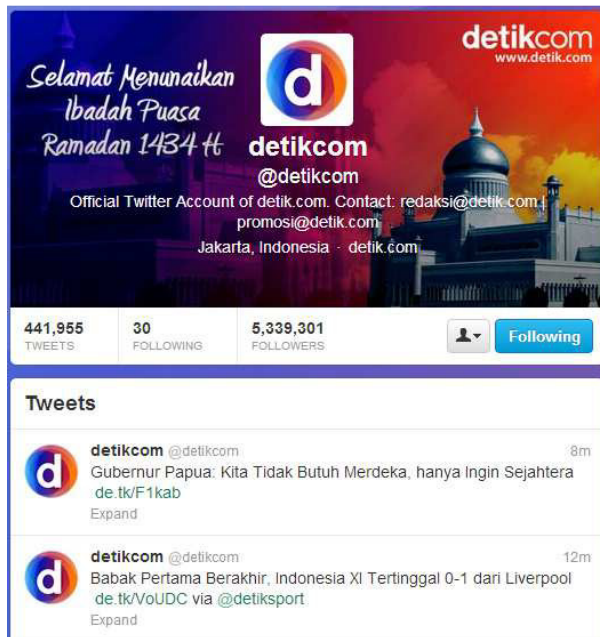 detikcom
www.detik.com
Selamat Menunaikan
Ibadah Puasa
Ramadan 1434 H
d
detikcom
@detikcom
Official Twitter Account of detik.com. Contact: redaksi@detik.com |
promosi@detik.com
Jakarta, Indonesia · detik.com
441,955
TWEETS
30
FOLLOWING
5,339,301
FOLLOWERS
Following
Tweets
d
detikcom @detikcom 8m
Gubernur Papua: Kita Tidak Butuh Merdeka, hanya Ingin Sejahtera
de.tk/F1kab
Expand
d
detikcom @detikcom 12m
Babak Pertama Berakhir, Indonesia XI Tertinggal 0-1 dari Liverpool
de.tk/VoUDC via @detiksport
Expand